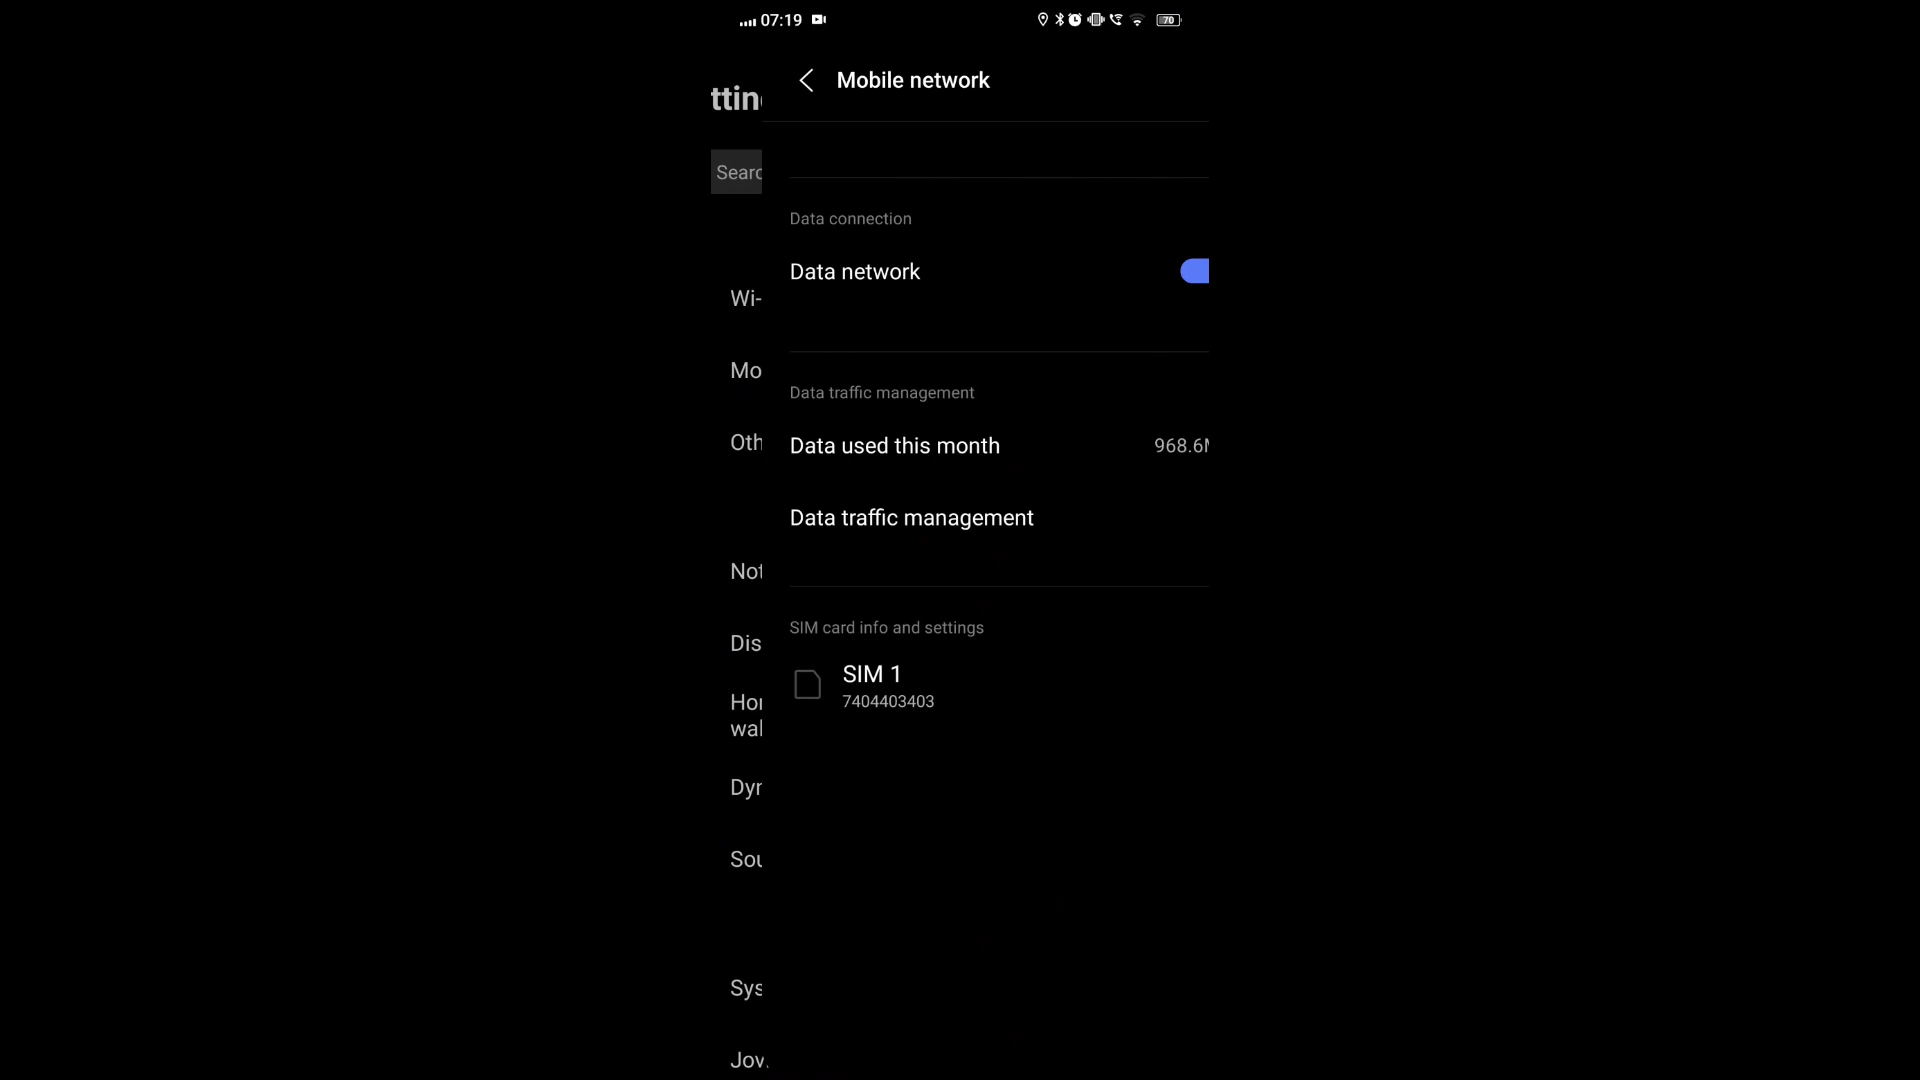 07:19
70
Mobile network
ttin
Searc
Data connection
Data network
Wi-
Mo
Data traffic management
Oth
Data used this month 968.6M
Data traffic management
Not
SIM card info and settings
Dis
SIM 1
7404403403
Hor
wal
Dyr
Sou
Sys
Jov